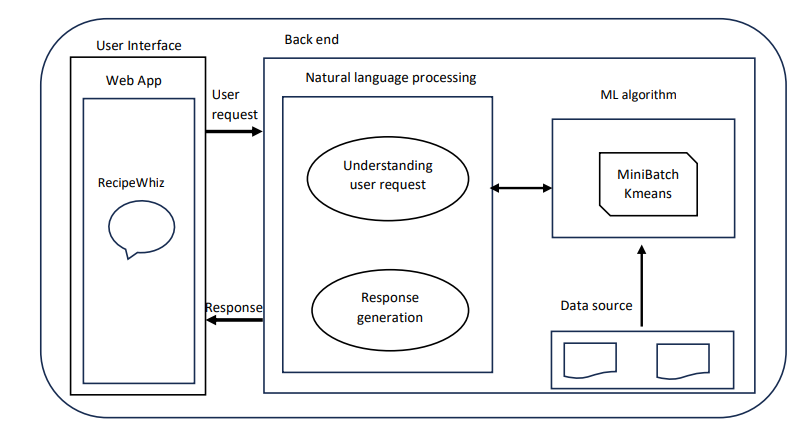 User Interface
Back end
Web App
User
request
Natural language processing
ML algorithm
RecipeWhiz
Understanding
user request
MiniBatch
Kmeans
Response
Response
generation
Data source